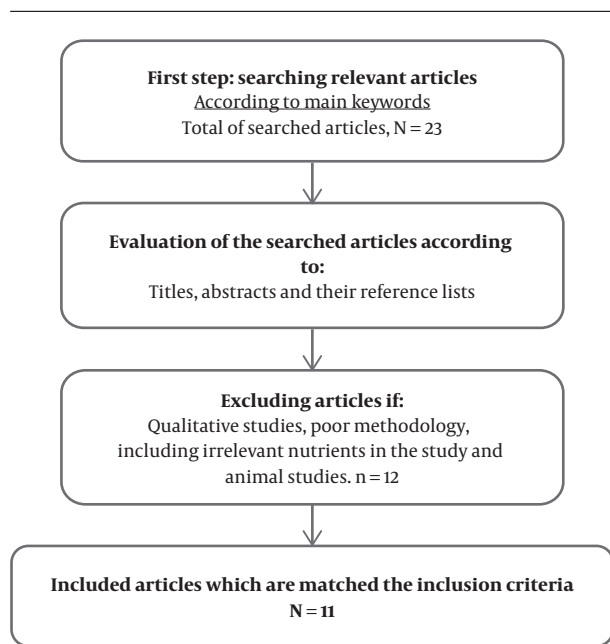 First step: searching relevant articles
According to main keywords
Total of searched articles, N = 23
Evaluation of the searched articles according
to:
Titles, abstracts and their reference lists
Excluding articles if:
Qualitative studies, poor methodology,
including irrelevant nutrients in the study and
animal studies. n = 12
Included articles which are matched the inclusion criteria
N = 11